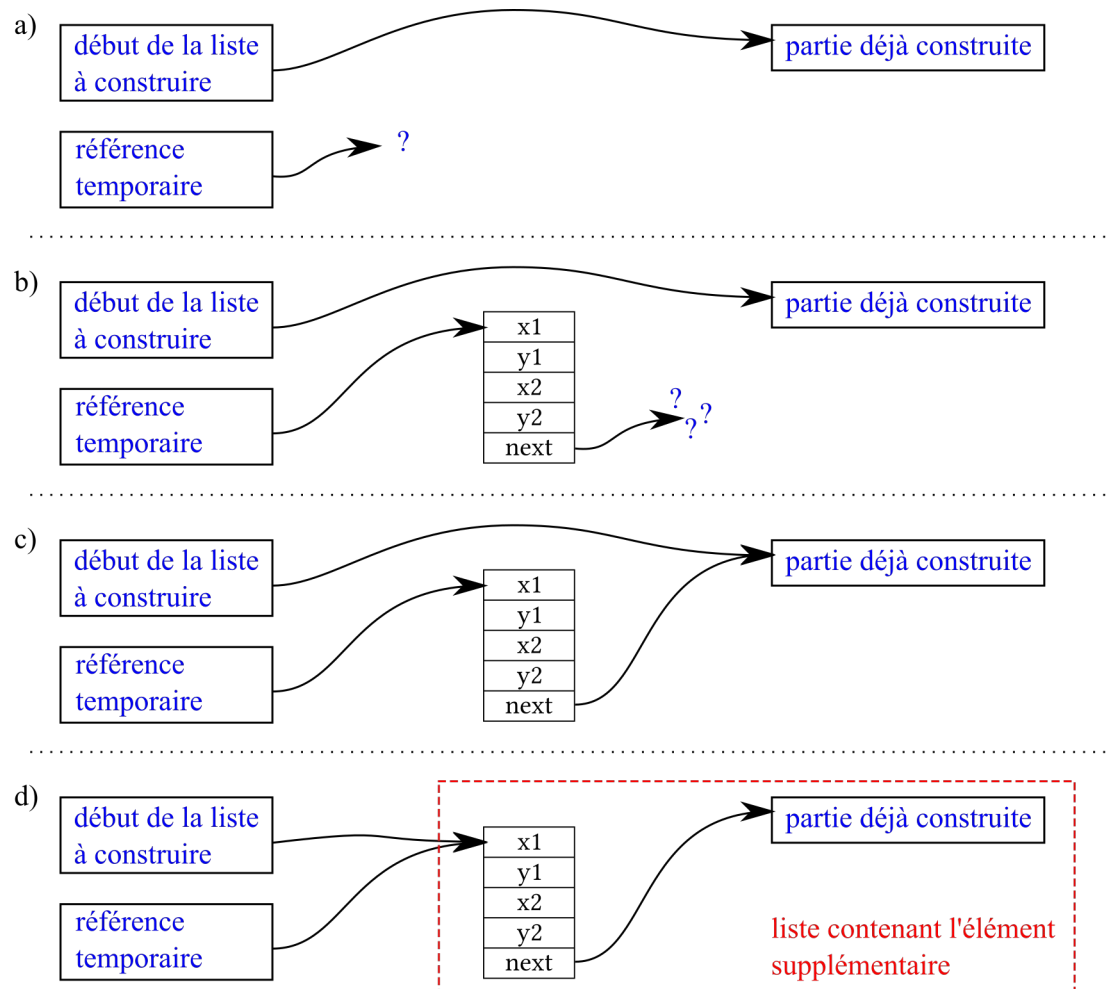 a)
début de la liste
à construire
partie déjà construite
référence
temporaire
?
b)
début de la liste
à construire
partie déjà construite
x1
y1
x2
y2
next
référence
temporaire
?
?
?
c)
début de la liste
à construire
partie déjà construite
x1
y1
x2
y2
next
référence
temporaire
d)
début de la liste
à construire
partie déjà construite
x1
y1
x2
y2
next
référence
temporaire
liste contenant l'élément
supplémentaire